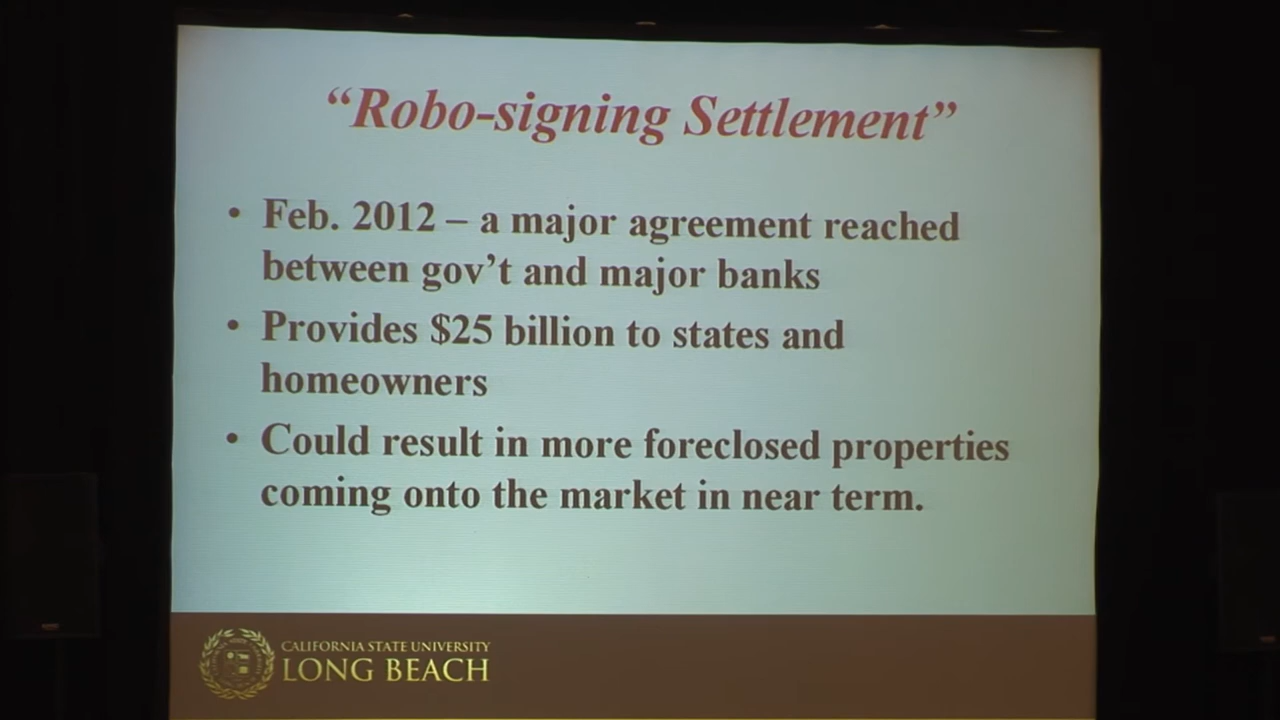 “Robo-signing Settlement”
• Feb. 2012 – a major agreement reached
between gov’t and major banks
• Provides $25 billion to states and
homeowners
• Could result in more foreclosed properties
coming onto the market in near term.
CALIFORNIA STATE UNIVERSITY
LONG BEACH